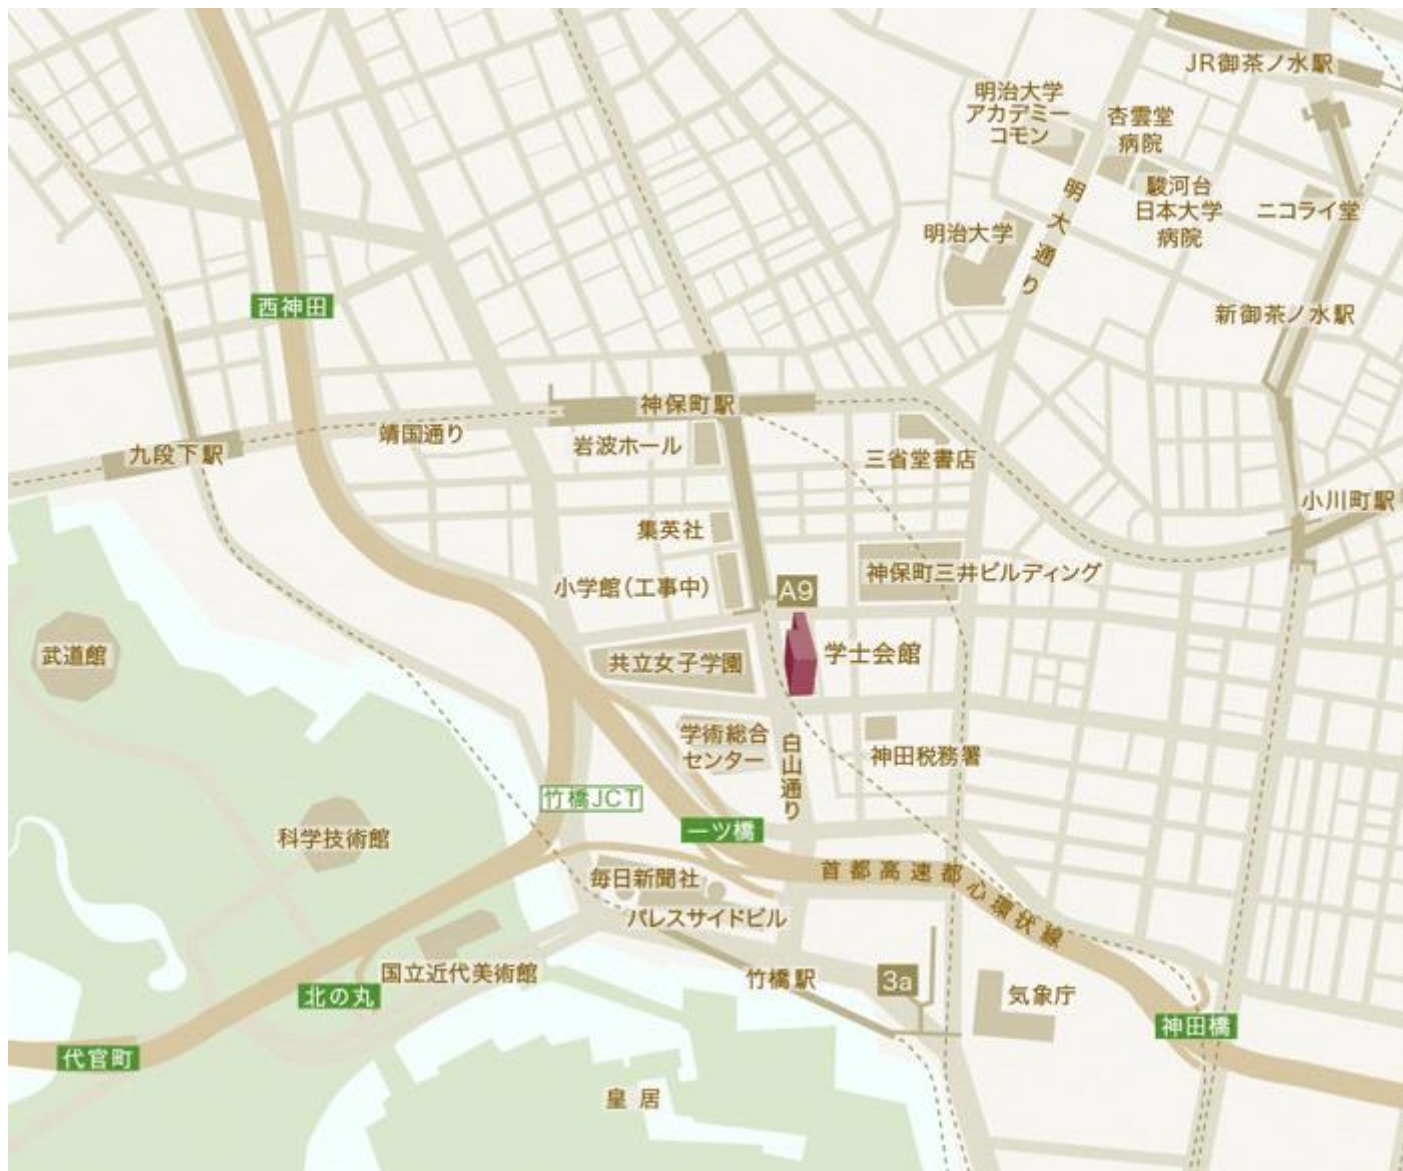 JR御茶ノ水駅
明治大学
アカデミー
コモン
杏雲堂
病院
駿河台
日本大学
病院
ニコライ堂
明大通り
明治大学
西神田
新御茶ノ水駅
神保町駅
靖国通り
岩波ホール
九段下駅
三省堂書店
小川町駅
集英社
神保町三井ビルディング
小学館(工事中)
A9
武道館
共立女子学園
学士会館
学術総合
センター
白山通り
神田税務署
竹橋JCT
一ツ橋
科学技術館
首都高速都心環状線
毎日新聞社
パレスサイドビル
国立近代美術館
竹橋駅
3a
気象庁
北の丸
神田橋
代官町
皇居